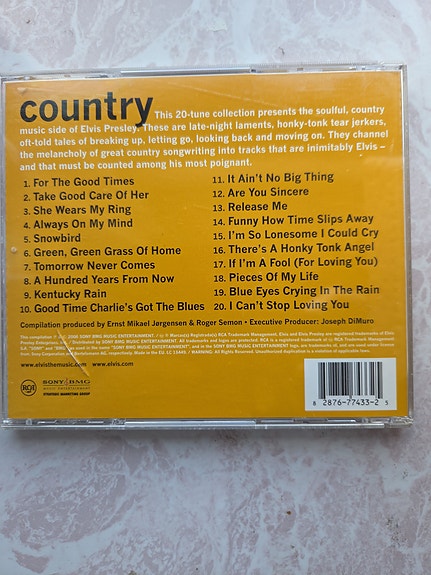 country This 20-tune collection presents the soulful, country
music side of Elvis Presley. These are late-night laments, honky-tonk tear jerkers,
oft-told tales of breaking up, letting go, looking back and moving on. They channel
the melancholy of great country songwriting into tracks that are inimitably Elvis –
and that must be counted among his most poignant.
1. For The Good Times
2. Take Good Care Of Her
3. She Wears My Ring
4. Always On My Mind
5. Snowbird
6. Green, Green Grass Of Home
7. Tomorrow Never Comes
8. A Hundred Years From Now
9. Kentucky Rain
10. Good Time Charlie's Got The Blues
11. It Ain't No Big Thing
12. Are You Sincere
13. Release Me
14. Funny How Time Slips Away
15. I'm So Lonesome I Could Cry
16. There's A Honky Tonk Angel
17. If I'm A Fool (For Loving You)
18. Pieces Of My Life
19. Blue Eyes Crying In The Rain
20. I Can't Stop Loving You
Compilation produced by Ernst Mikael Jørgensen & Roger Semon • Executive Producer: Joseph DiMuro
www.elvisthemusic.com www.elvis.com
RCA
SONY BMG
MUSIC ENTERTAINMENT
STRATEGIC MARKETING GROUP
8 2876-77433-2 5